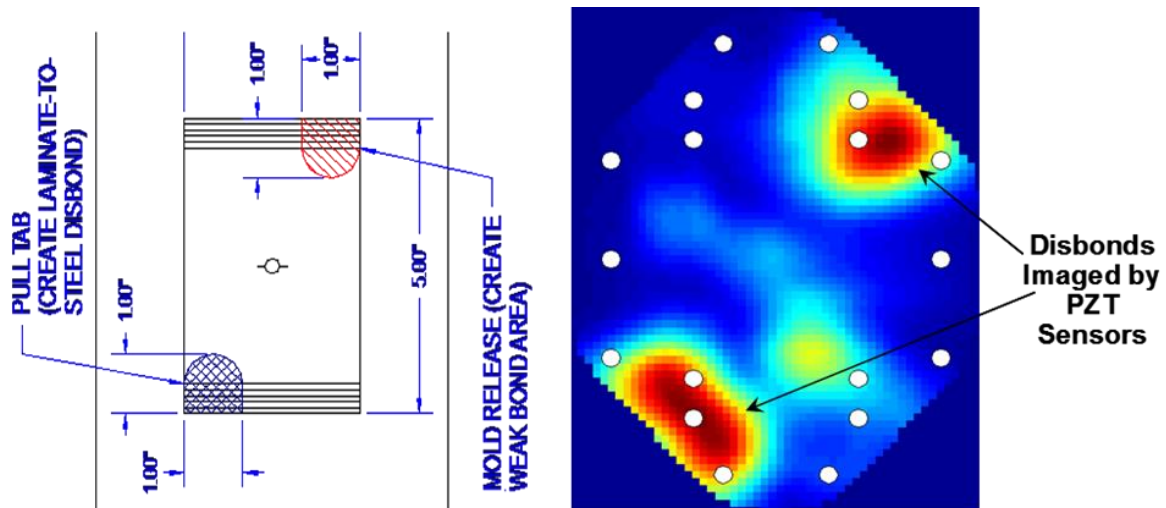 PULL TAB
(CREATE LAMINATE-TO-
STEEL DISBOND)
1.00"
1.00"
1.00"
1.00"
5.00"
MOLD RELEASE (CREATE
WEAK BOND AREA)
Disbonds
Imaged by
PZT
Sensors